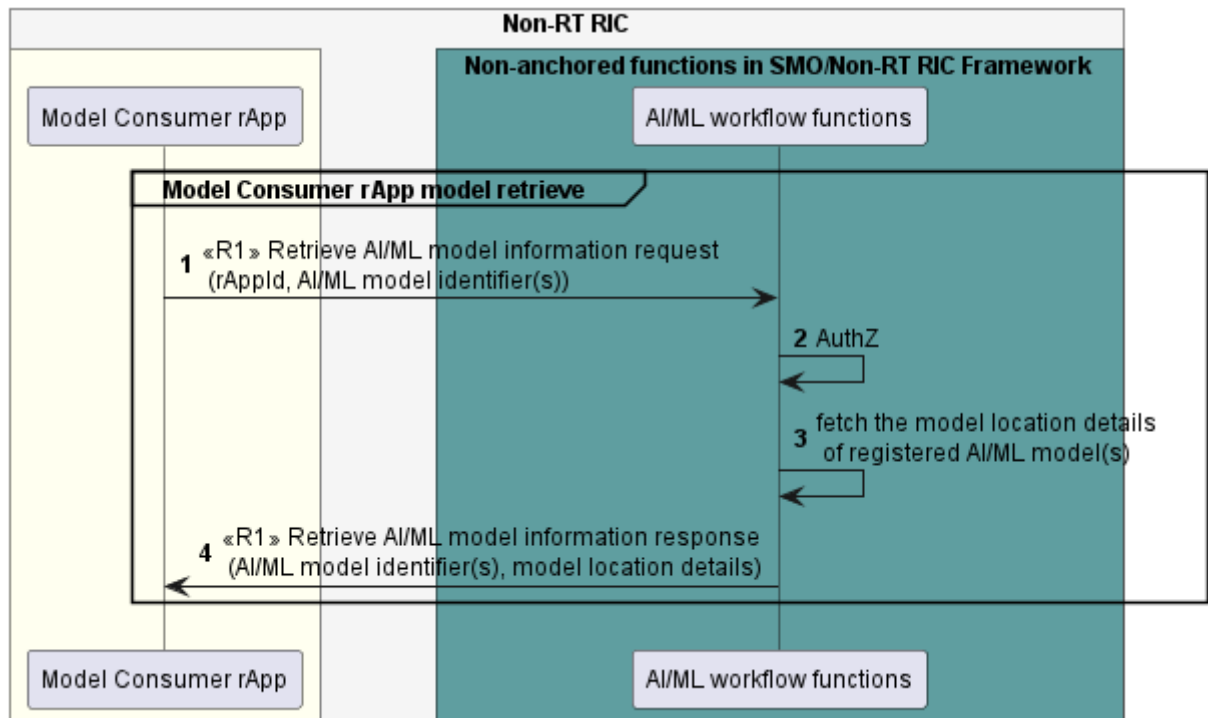 Non-RT RIC
Non-anchored functions in SMO/Non-RT RIC Framework
Model Consumer rApp
AI/ML workflow functions
Model Consumer rApp model retrieve
1 «R1» Retrieve AI/ML model information request
(rAppId, AI/ML model identifier(s))
2 AuthZ
3 fetch the model location details
of registered AI/ML model(s)
4 «R1» Retrieve AI/ML model information response
(AI/ML model identifier(s), model location details)
Model Consumer rApp
AI/ML workflow functions